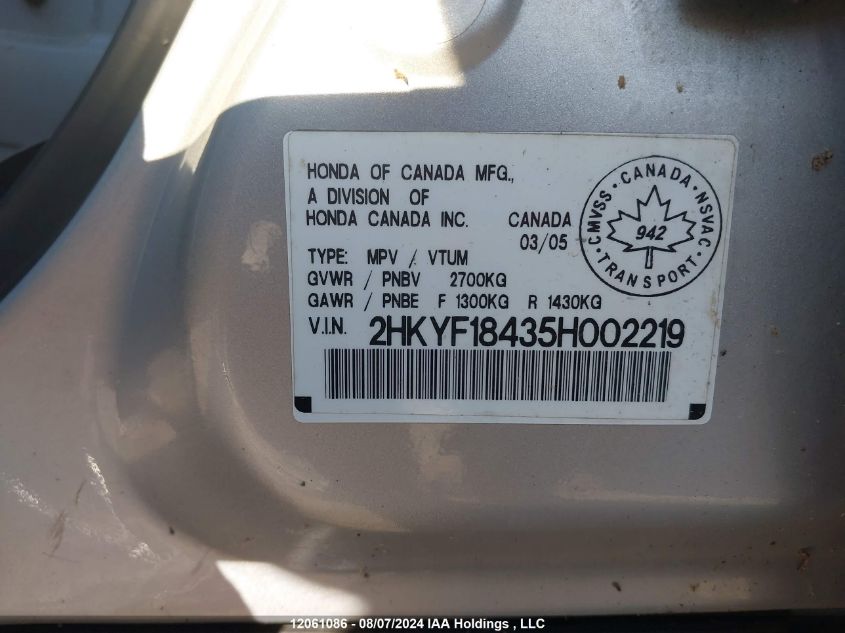 HONDA OF CANADA MFG.,
A DIVISION OF
HONDA CANADA INC. CANADA
03/05
TYPE: MPV / VTUM
GVWR / PNBV 2700KG
GAWR / PNBE F 1300KG R 1430KG
V.I.N. 2HKYF18435H002219
CMVSS · CANADA · NSVAC · TRANSPORT ·
942
12061086 - 08/07/2024 IAA Holdings , LLC